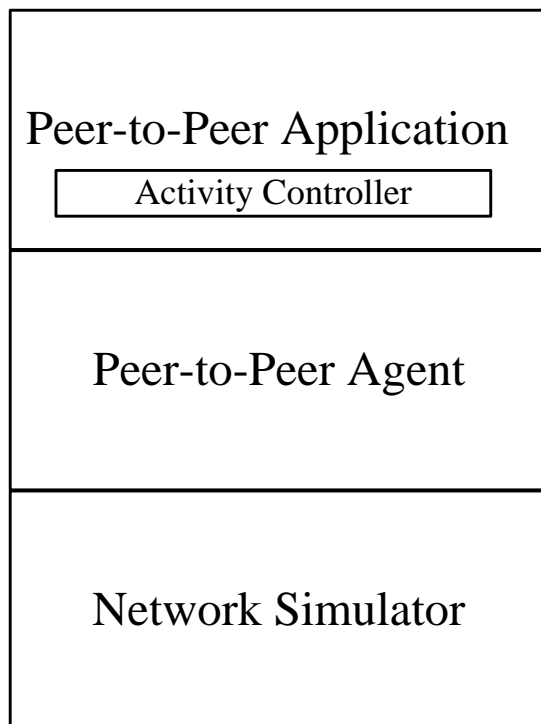 Peer-to-Peer Application
Activity Controller
Peer-to-Peer Agent
Network Simulator